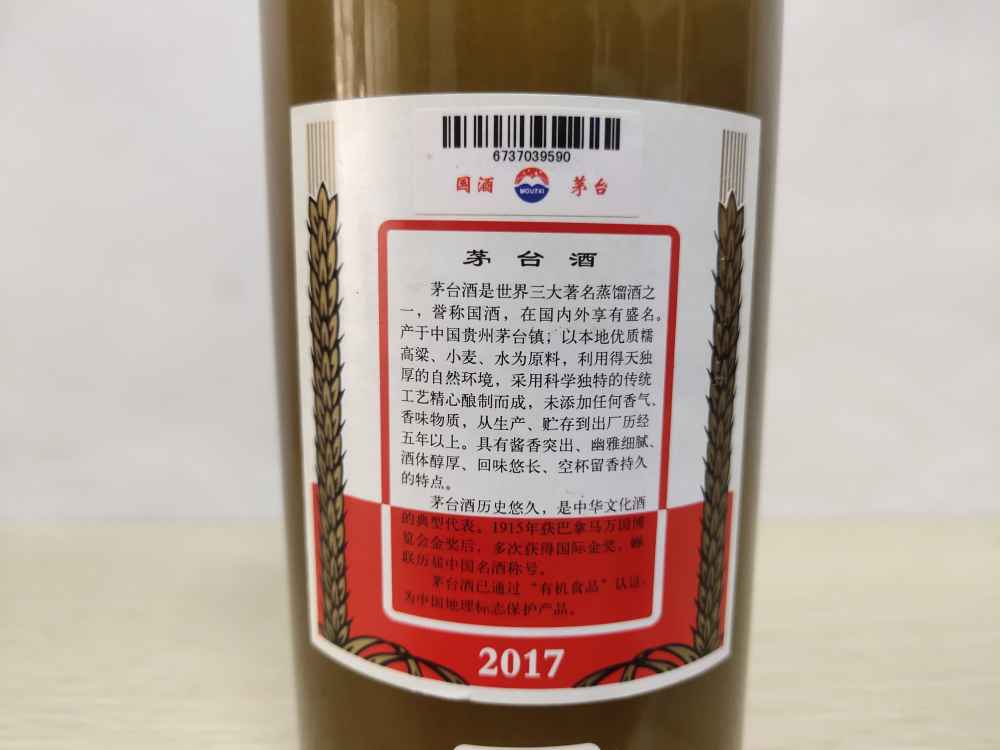 6737039590
国酒 MOUTAI 茅台
茅台酒
茅台酒是世界三大著名蒸馏酒之
一，誉称国酒，在国内外享有盛名。
产于中国贵州茅台镇，以本地优质糯
高粱、小麦、水为原料，利用得天独
厚的自然环境，采用科学独特的传统
工艺精心酿制而成，未添加任何香气、
香味物质，从生产、贮存到出厂历经
五年以上。具有酱香突出、幽雅细腻、
酒体醇厚、回味悠长、空杯留香持久
的特点。
茅台酒历史悠久，是中华文化酒
的典型代表。1915年获巴拿马万国博
览会金奖后，多次获得国际金奖，蝉
联历届中国名酒称号。
茅台酒已通过“有机食品”认证，
为中国地理标志保护产品。
2017